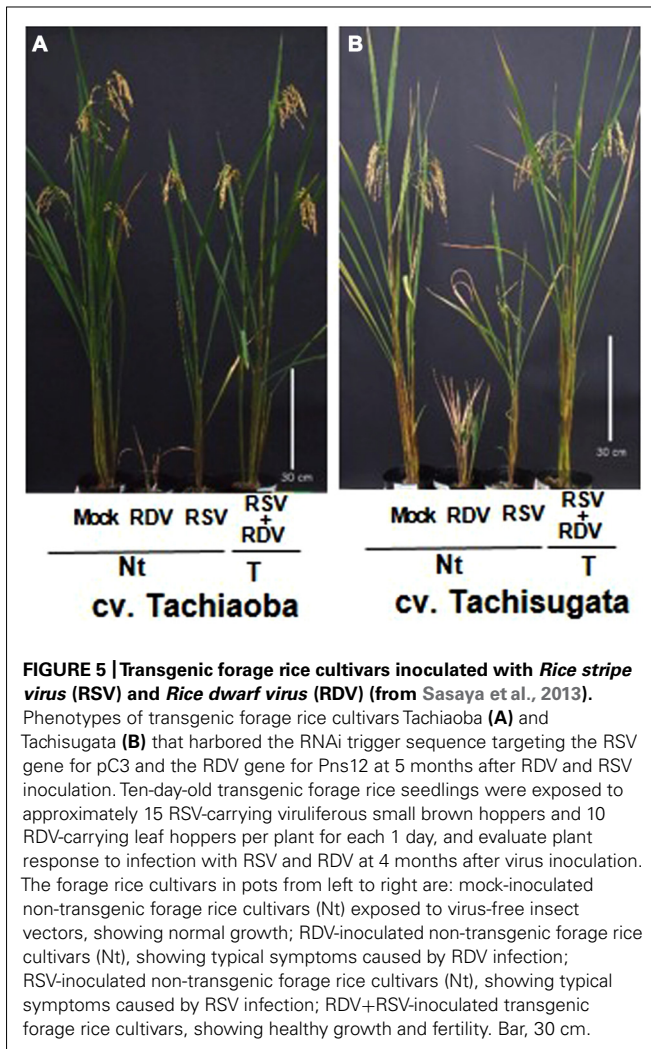 A
B
30 cm
30 cm
Mock RDV RSV RSV + RDV
Mock RDV RSV RSV + RDV
Nt T
Nt T
cv. Tachiaoba
cv. Tachisugata
FIGURE 5 | Transgenic forage rice cultivars inoculated with Rice stripe
virus (RSV) and Rice dwarf virus (RDV) (from Sasaya et al., 2013).
Phenotypes of transgenic forage rice cultivars Tachiaoba (A) and
Tachisugata (B) that harbored the RNAi trigger sequence targeting the RSV
gene for pC3 and the RDV gene for Pns12 at 5 months after RDV and RSV
inoculation. Ten-day-old transgenic forage rice seedlings were exposed to
approximately 15 RSV-carrying viruliferous small brown hoppers and 10
RDV-carrying leaf hoppers per plant for each 1 day, and evaluate plant
response to infection with RSV and RDV at 4 months after virus inoculation.
The forage rice cultivars in pots from left to right are: mock-inoculated
non-transgenic forage rice cultivars (Nt) exposed to virus-free insect
vectors, showing normal growth; RDV-inoculated non-transgenic forage rice
cultivars (Nt), showing typical symptoms caused by RDV infection;
RSV-inoculated non-transgenic forage rice cultivars (Nt), showing typical
symptoms caused by RSV infection; RDV+RSV-inoculated transgenic
forage rice cultivars, showing healthy growth and fertility. Bar, 30 cm.